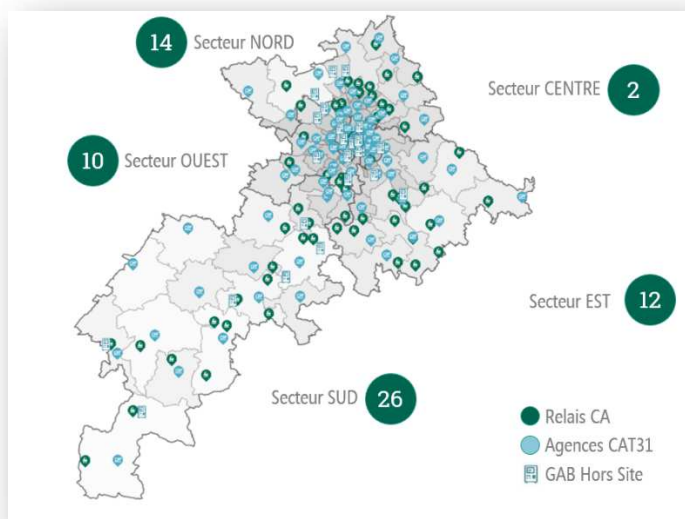 14 Secteur NORD
Secteur CENTRE 2
10 Secteur OUEST
Secteur EST 12
Secteur SUD 26
Relais CA
Agences CAT31
GAB Hors Site